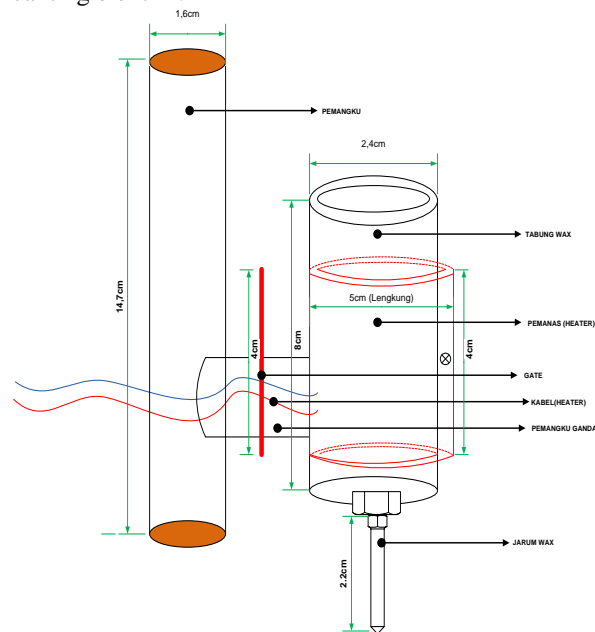 1,6cm
PEMANGKU
2,4cm
TABUNG WAX
14,7cm
4cm
8cm
5cm (Lengkung)
PEMANAS (HEATER)
4cm
GATE
KABEL(HEATER)
PEMANGKU GANDA
JARUM WAX
2.2cm